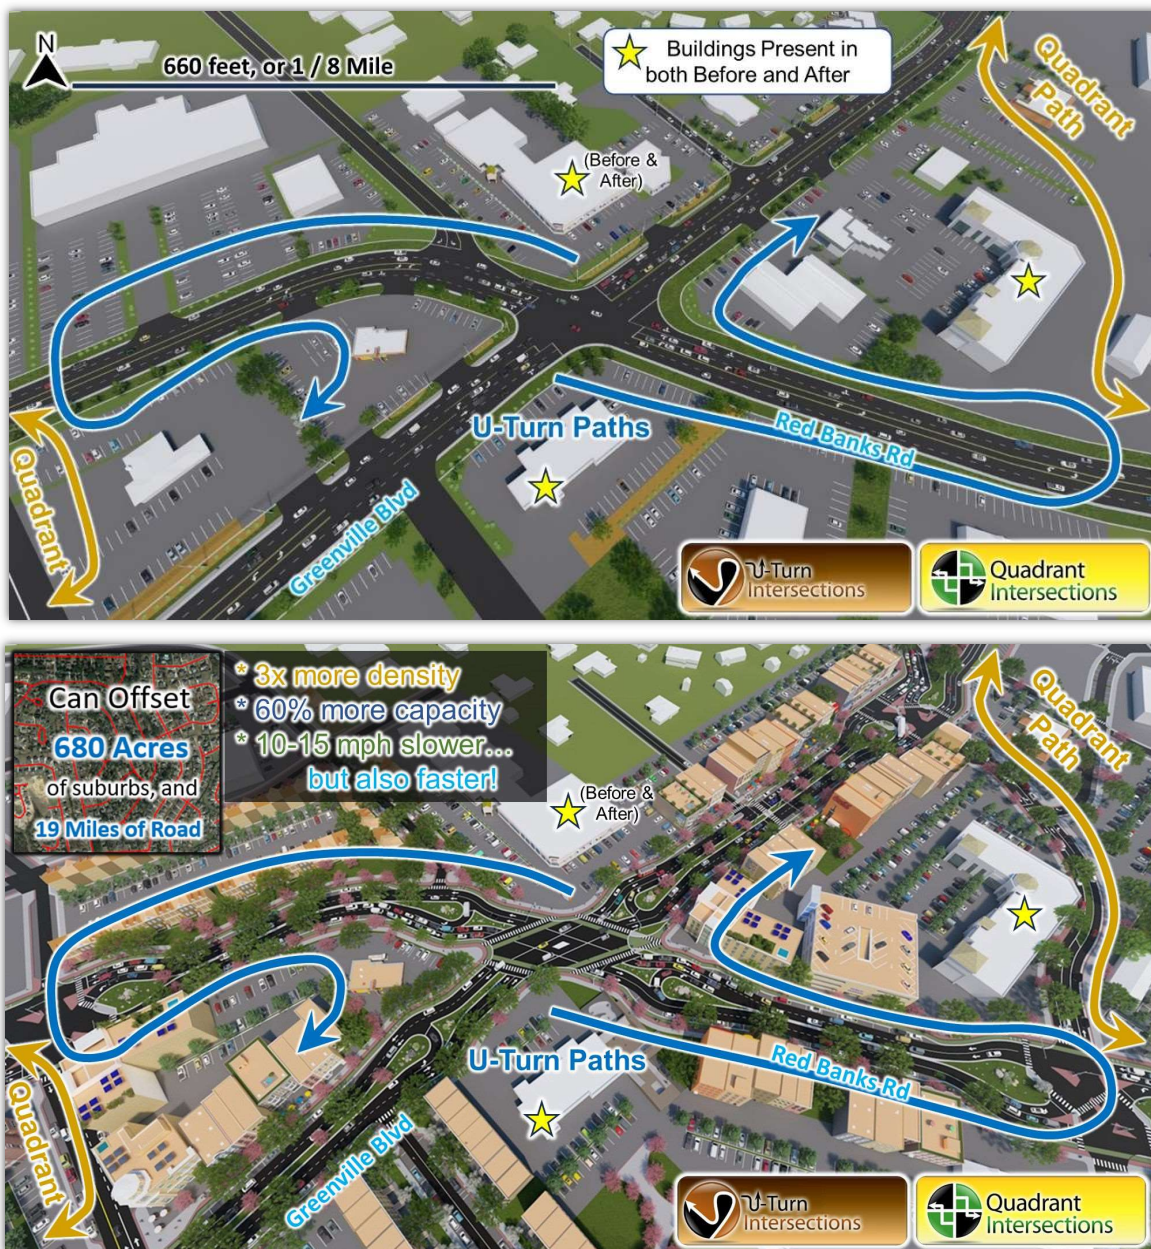 N
660 feet, or 1 / 8 Mile
Buildings Present in
both Before and After
Quadrant
Path
(Before &
After)
U-Turn Paths
Red Banks Rd
Quadrant
Greenville Blvd
U-Turn
Intersections
Quadrant
Intersections
Can Offset
680 Acres
of suburbs, and
19 Miles of Road
* 3x more density
* 60% more capacity
* 10-15 mph slower...
but also faster!
Quadrant
Path
(Before &
After)
U-Turn Paths
Red Banks Rd
Quadrant
Greenville Blvd
U-Turn
Intersections
Quadrant
Intersections